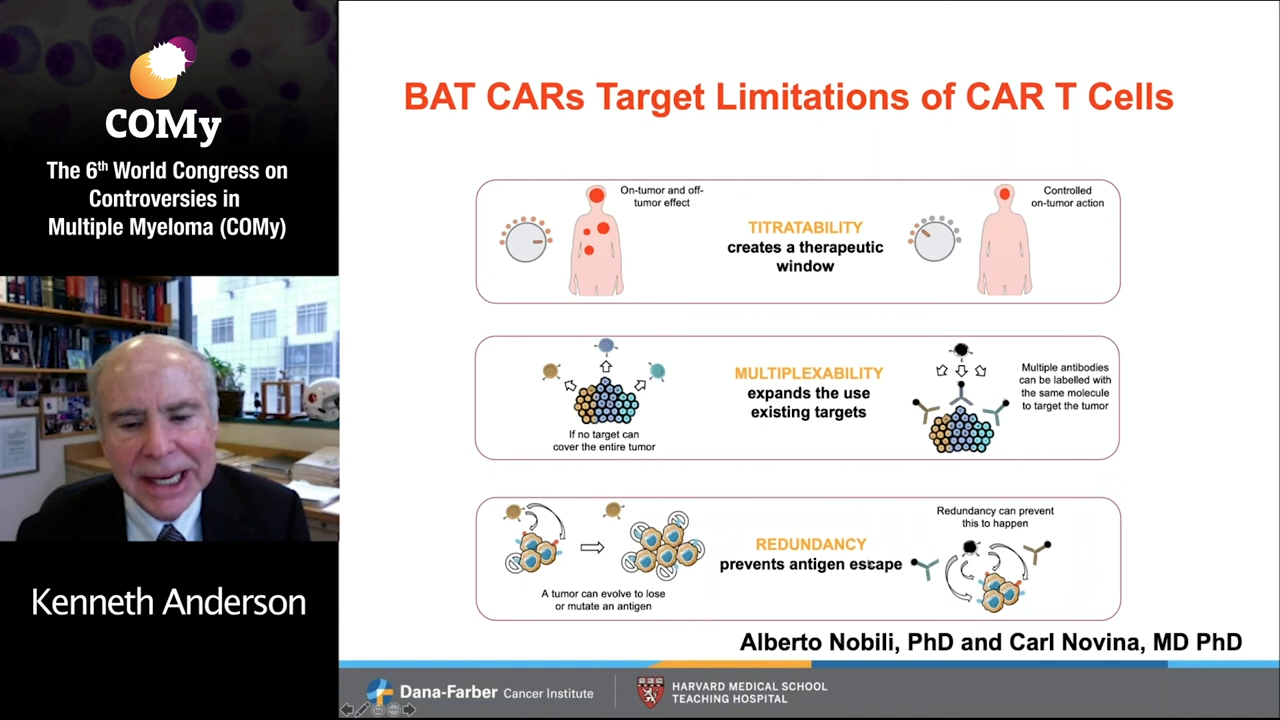 COMy
The 6th World Congress on
Controversies in
Multiple Myeloma (COMy)
Kenneth Anderson
BAT CARs Target Limitations of CAR T Cells
On-tumor and off-
tumor effect
TITRATABILITY
creates a therapeutic
window
Controlled
on-tumor action
If no target can
cover the entire tumor
MULTIPLEXABILITY
expands the use
existing targets
Multiple antibodies
can be labelled with
the same molecule
to target the tumor
A tumor can evolve to lose
or mutate an antigen
REDUNDANCY
prevents antigen escape
Redundancy can prevent
this to happen
Alberto Nobili, PhD and Carl Novina, MD PhD
Dana-Farber Cancer Institute
HARVARD MEDICAL SCHOOL
TEACHING HOSPITAL